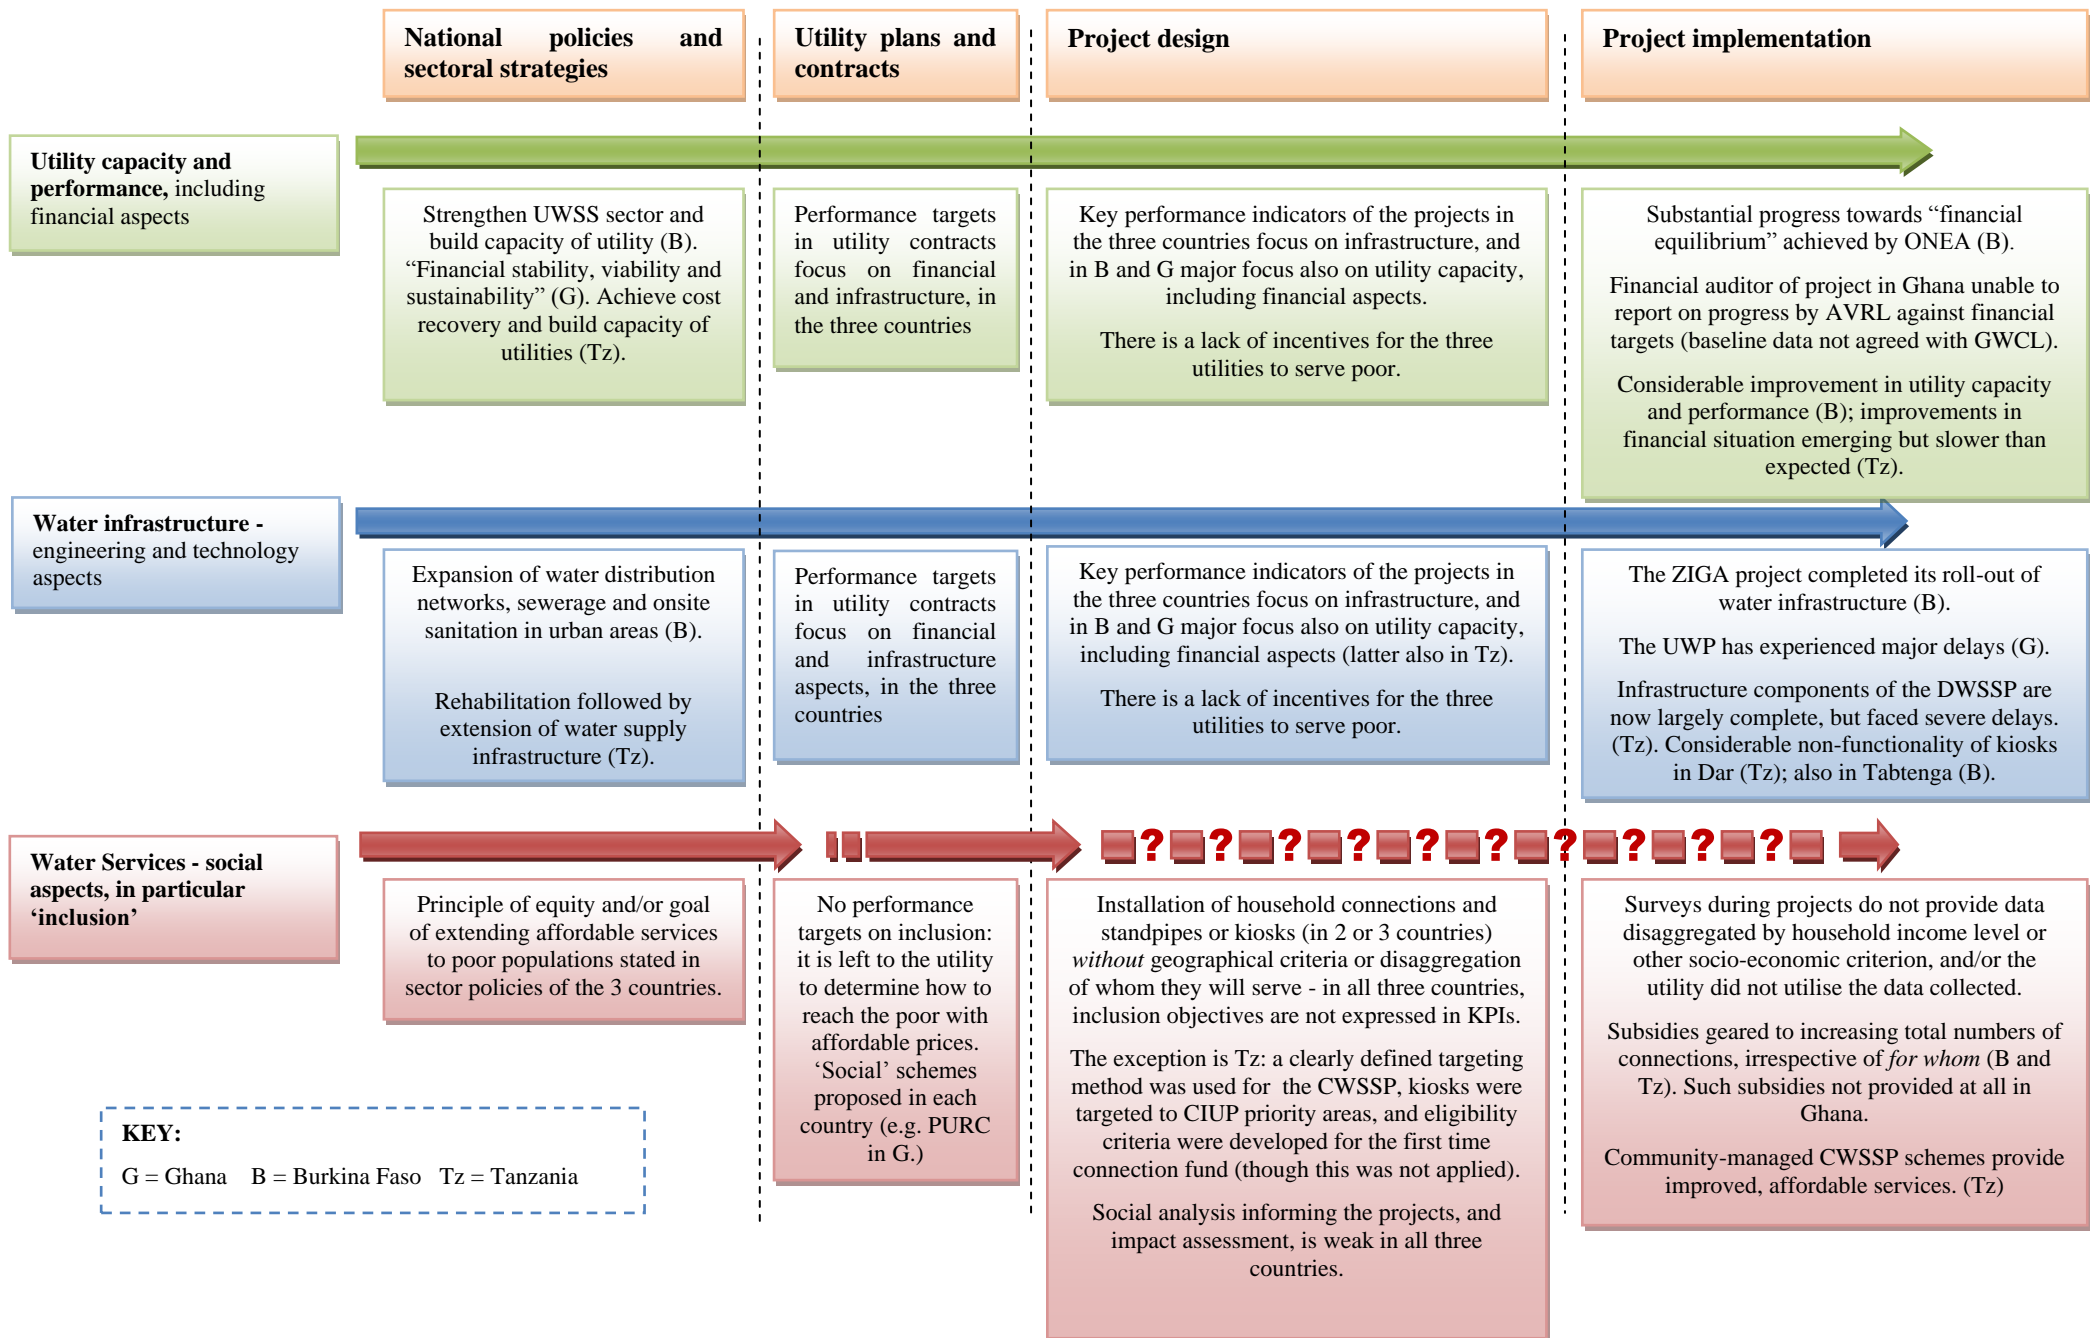 National policies and
sectoral strategies
Utility plans and
contracts
Project design
Project implementation
Utility capacity and
performance, including
financial aspects
Strengthen UWSS sector and
build capacity of utility (B).
“Financial stability, viability and
sustainability” (G). Achieve cost
recovery and build capacity of
utilities (Tz).
Performance targets
in utility contracts
focus on financial
and infrastructure, in
the three countries
Key performance indicators of the projects in
the three countries focus on infrastructure, and
in B and G major focus also on utility capacity,
including financial aspects.
There is a lack of incentives for the three
utilities to serve poor.
Substantial progress towards “financial
equilibrium” achieved by ONEA (B).
Financial auditor of project in Ghana unable to
report on progress by AVRL against financial
targets (baseline data not agreed with GWCL).
Considerable improvement in utility capacity
and performance (B); improvements in
financial situation emerging but slower than
expected (Tz).
Water infrastructure -
engineering and technology
aspects
Expansion of water distribution
networks, sewerage and onsite
sanitation in urban areas (B).
Rehabilitation followed by
extension of water supply
infrastructure (Tz).
Performance targets
in utility contracts
focus on financial
and infrastructure
aspects, in the three
countries
Key performance indicators of the projects in
the three countries focus on infrastructure, and
in B and G major focus also on utility capacity,
including financial aspects (latter also in Tz).
There is a lack of incentives for the three
utilities to serve poor.
The ZIGA project completed its roll-out of
water infrastructure (B).
The UWP has experienced major delays (G).
Infrastructure components of the DWSSP are
now largely complete, but faced severe delays.
(Tz). Considerable non-functionality of kiosks
in Dar (Tz); also in Tabtenga (B).
Water Services - social
aspects, in particular
‘inclusion’
? ? ? ? ? ? ? ? ? ?
Principle of equity and/or goal
of extending affordable services
to poor populations stated in
sector policies of the 3 countries.
No performance
targets on inclusion:
it is left to the utility
to determine how to
reach the poor with
affordable prices.
‘Social’ schemes
proposed in each
country (e.g. PURC
in G.)
Installation of household connections and
standpipes or kiosks (in 2 or 3 countries)
without geographical criteria or disaggregation
of whom they will serve - in all three countries,
inclusion objectives are not expressed in KPIs.
The exception is Tz: a clearly defined targeting
method was used for the CWSSP, kiosks were
targeted to CIUP priority areas, and eligibility
criteria were developed for the first time
connection fund (though this was not applied).
Social analysis informing the projects, and
impact assessment, is weak in all three
countries.
Surveys during projects do not provide data
disaggregated by household income level or
other socio-economic criterion, and/or the
utility did not utilise the data collected.
Subsidies geared to increasing total numbers of
connections, irrespective of for whom (B and
Tz). Such subsidies not provided at all in
Ghana.
Community-managed CWSSP schemes provide
improved, affordable services. (Tz)
KEY:
G = Ghana B = Burkina Faso Tz = Tanzania